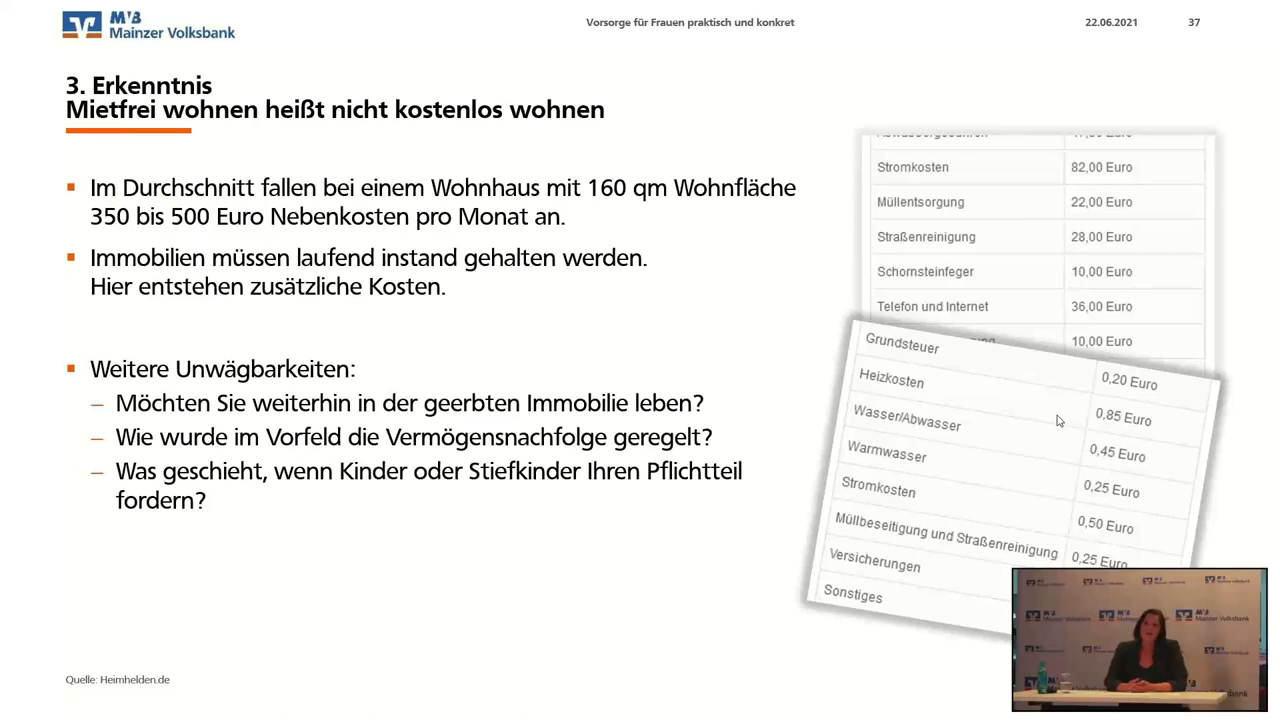 MVB
Mainzer Volksbank
Vorsorge für Frauen praktisch und konkret
22.06.2021
37
3. Erkenntnis
Mietfrei wohnen heißt nicht kostenlos wohnen
Im Durchschnitt fallen bei einem Wohnhaus mit 160 qm Wohnfläche
350 bis 500 Euro Nebenkosten pro Monat an.
Immobilien müssen laufend instand gehalten werden.
Hier entstehen zusätzliche Kosten.
Weitere Unwägbarkeiten:
– Möchten Sie weiterhin in der geerbten Immobilie leben?
– Wie wurde im Vorfeld die Vermögensnachfolge geregelt?
– Was geschieht, wenn Kinder oder Stiefkinder Ihren Pflichtteil
fordern?
Stromkosten 82,00 Euro
Müllentsorgung 22,00 Euro
Straßenreinigung 28,00 Euro
Schornsteinfeger 10,00 Euro
Telefon und Internet 36,00 Euro
10,00 Euro
Grundsteuer 0,20 Euro
Heizkosten 0,85 Euro
Wasser/Abwasser 0,45 Euro
Warmwasser 0,25 Euro
Stromkosten 0,50 Euro
Müllbeseitigung und Straßenreinigung 0,25 Euro
Versicherungen
Sonstiges
MVB
Mainzer Volksbank
Quelle: Heimhelden.de